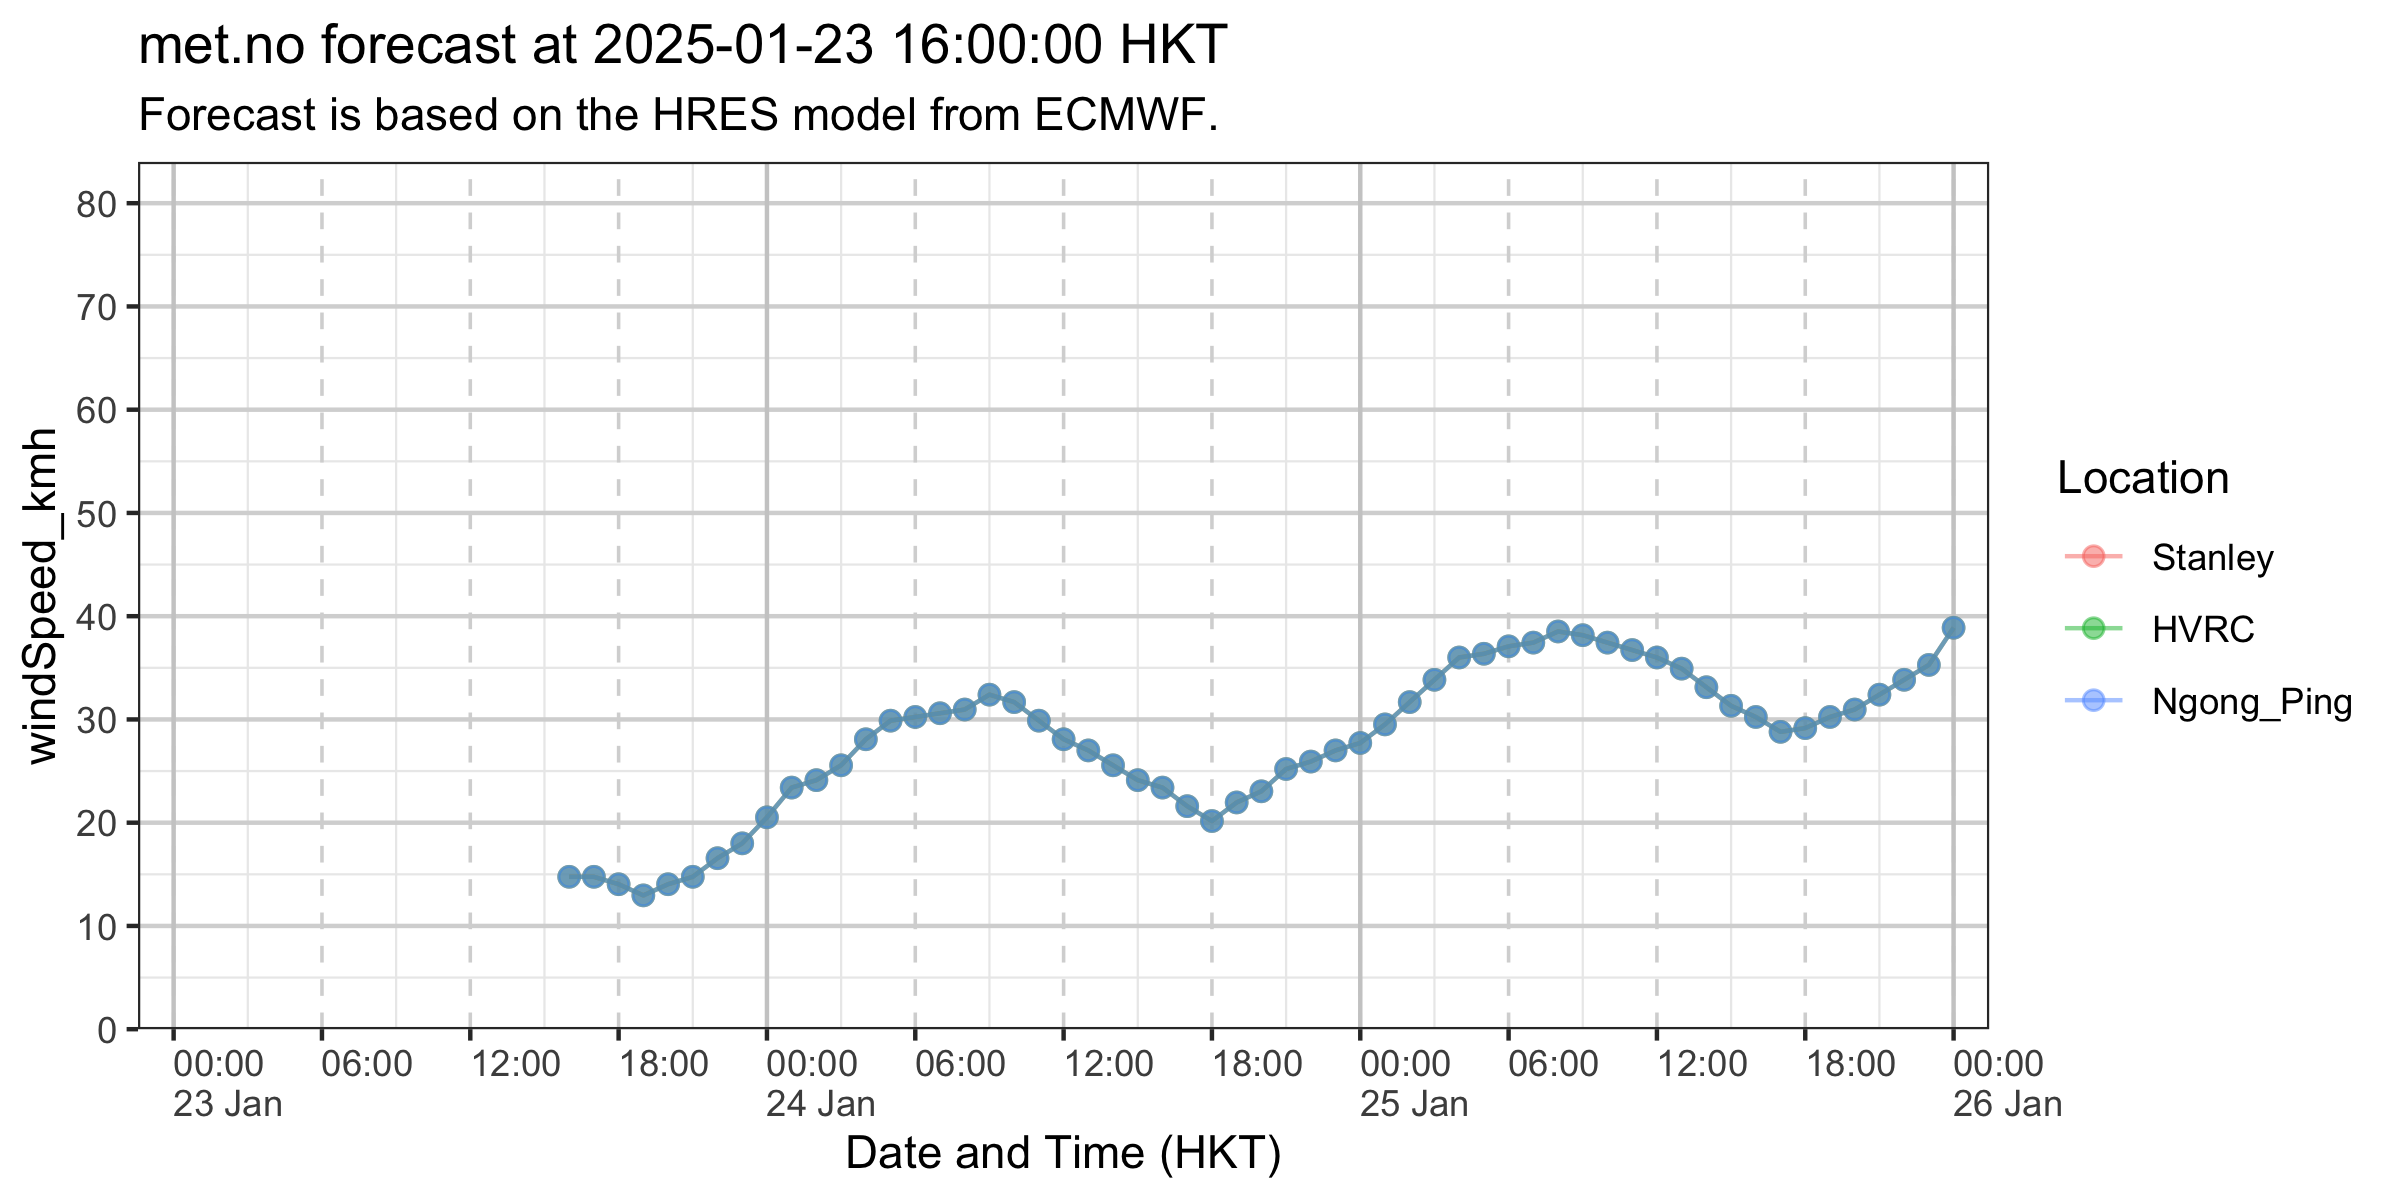 met.no forecast at 2025-01-23 16:00:00 HKT
Forecast is based on the HRES model from ECMWF.
windSpeed_kmh
80
70
60
50
40
30
20
10
0
00:00 06:00 12:00 18:00 00:00 06:00 12:00 18:00 00:00 06:00 12:00 18:00 00:00
23 Jan 24 Jan 25 Jan 26 Jan
Date and Time (HKT)
Location
Stanley
HVRC
Ngong_Ping